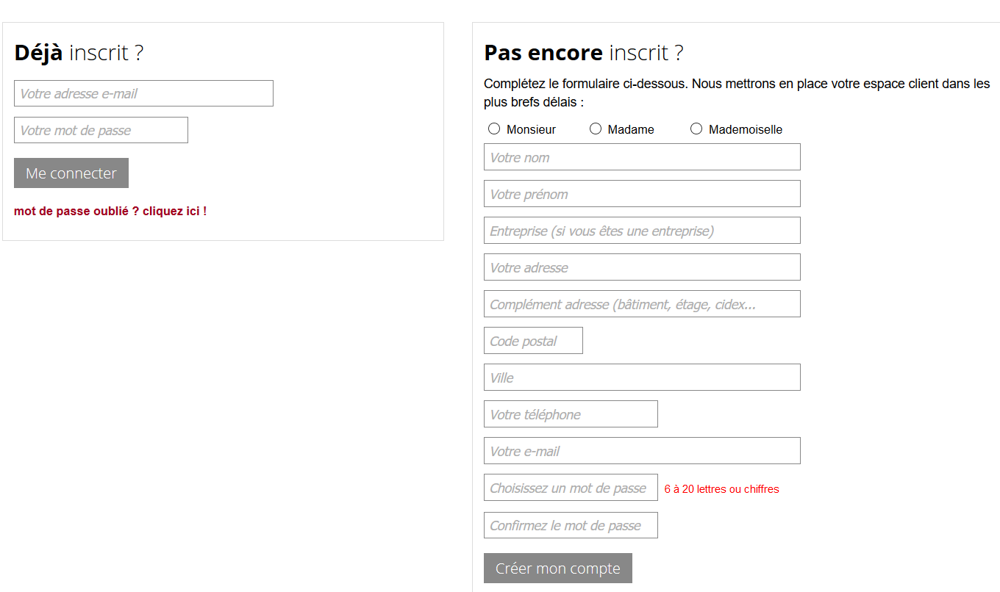 Déjà inscrit ?
Votre adresse e-mail
Votre mot de passe
Me connecter
mot de passe oublié ? cliquez ici !
Pas encore inscrit ?
Complétez le formulaire ci-dessous. Nous mettrons en place votre espace client dans les
plus brefs délais :
Monsieur Madame Mademoiselle
Votre nom
Votre prénom
Entreprise (si vous êtes une entreprise)
Votre adresse
Complément adresse (bâtiment, étage, cidex...
Code postal
Ville
Votre téléphone
Votre e-mail
Choisissez un mot de passe 6 à 20 lettres ou chiffres
Confirmez le mot de passe
Créer mon compte